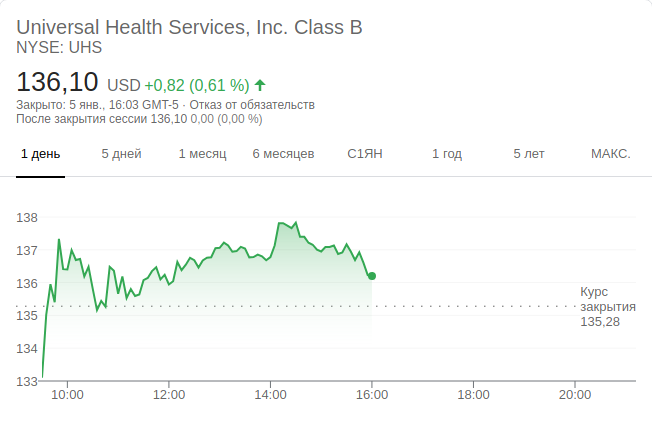 Universal Health Services, Inc. Class B
NYSE: UHS
136,10 USD +0,82 (0,61 %)
Закрыто: 5 янв., 16:03 GMT-5 · Отказ от обязательств
После закрытия сессии 136,10 0,00 (0,00 %)
1 день 5 дней 1 месяц 6 месяцев С1ЯН 1 год 5 лет МАКС.
138
137
136
135
134
133
Курс
закрытия
135,28
10:00 12:00 14:00 16:00 18:00 20:00